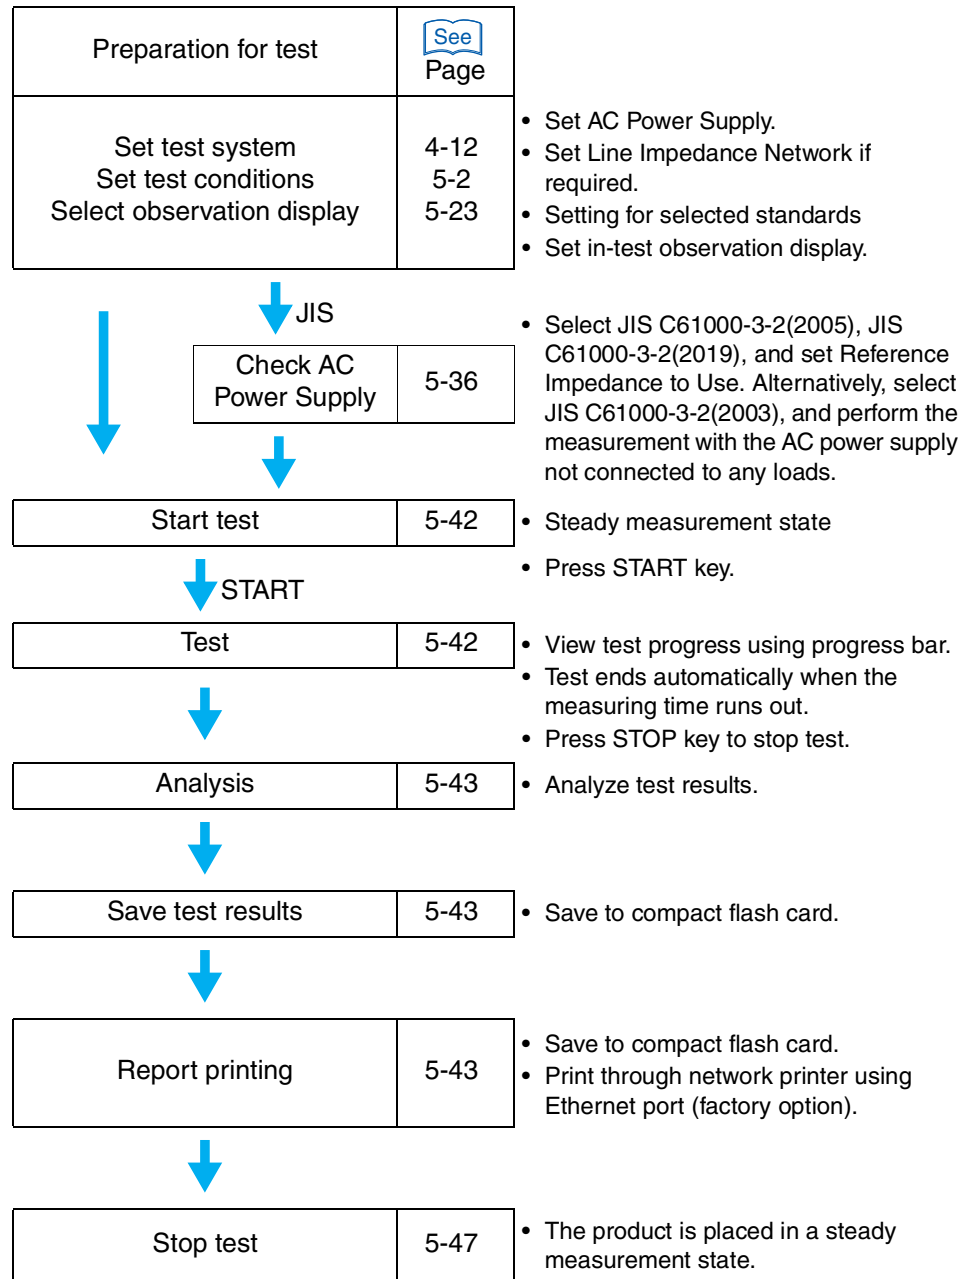 Preparation for test
See
Page
Set test system
4-12
Set test conditions
5-2
Select observation display
5-23
• Set AC Power Supply.
• Set Line Impedance Network if
required.
• Setting for selected standards
• Set in-test observation display.
JIS
Check AC
Power Supply
5-36
• Select JIS C61000-3-2(2005), JIS
C61000-3-2(2019), and set Reference
Impedance to Use. Alternatively, select
JIS C61000-3-2(2003), and perform the
measurement with the AC power supply
not connected to any loads.
Start test
5-42
• Steady measurement state
• Press START key.
START
Test
5-42
• View test progress using progress bar.
• Test ends automatically when the
measuring time runs out.
• Press STOP key to stop test.
Analysis
5-43
• Analyze test results.
Save test results
5-43
• Save to compact flash card.
Report printing
5-43
• Save to compact flash card.
• Print through network printer using
Ethernet port (factory option).
Stop test
5-47
• The product is placed in a steady
measurement state.